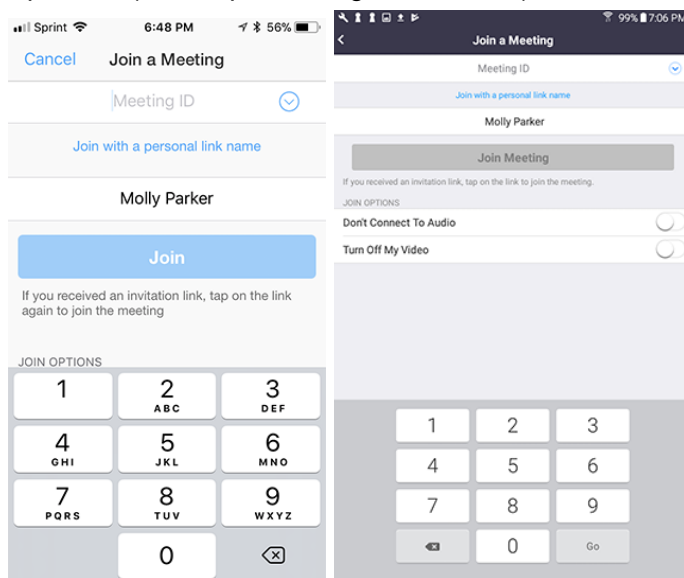 Sprint 6:48 PM 56%
Cancel Join a Meeting
Meeting ID
Join with a personal link name
Molly Parker
Join
If you received an invitation link, tap on the link
again to join the meeting
JOIN OPTIONS
1 2 3
ABC DEF
4 5 6
GHI JKL MNO
7 8 9
PQRS TUV WXYZ
0
99% 7:06 PM
Join a Meeting
Meeting ID
Join with a personal link name
Molly Parker
Join Meeting
If you received an invitation link, tap on the link to join the meeting.
JOIN OPTIONS
Don't Connect To Audio
Turn Off My Video
1 2 3
4 5 6
7 8 9
0 Go